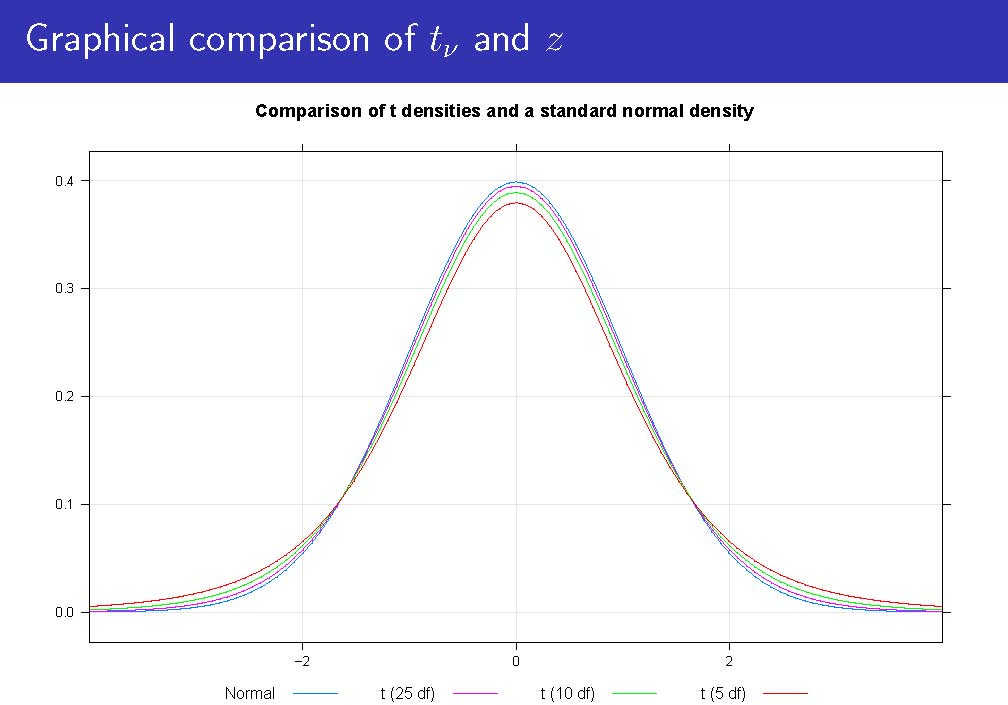 Graphical comparison of tν and z
Comparison of t densities and a standard normal density
0.4
0.3
0.2
0.1
0.0
−2 0 2
Normal t (25 df) t (10 df) t (5 df)